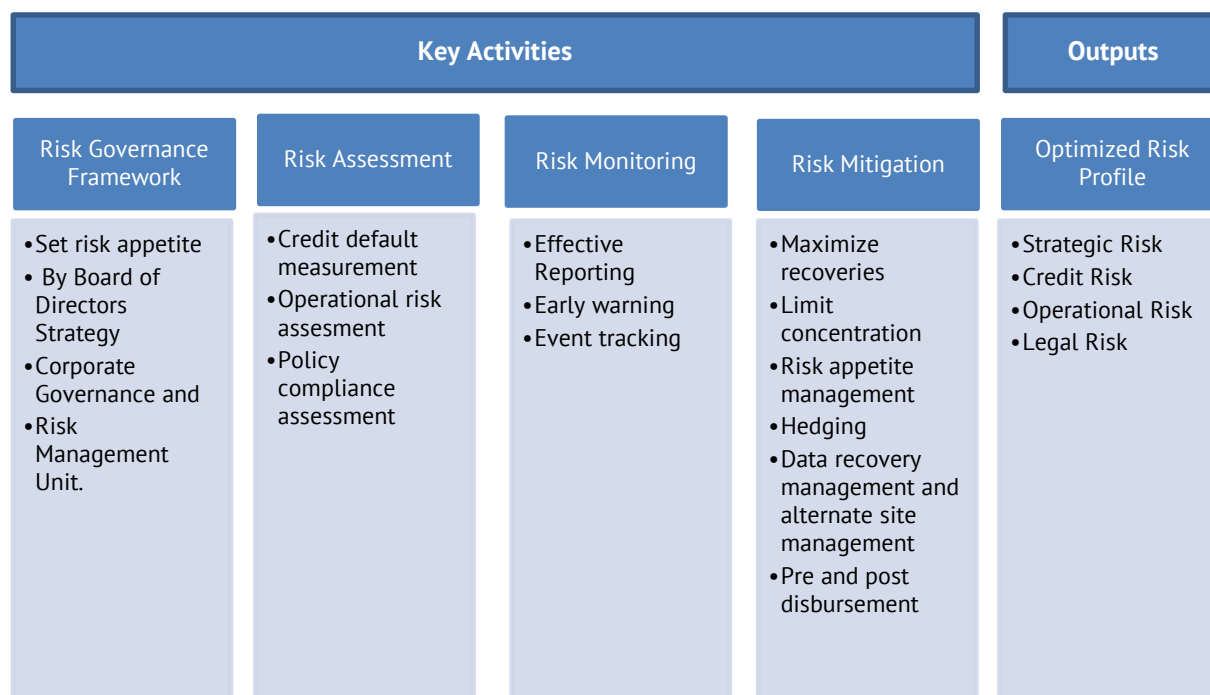 Key Activities
Outputs
Risk Governance
Framework
•Set risk appetite
• By Board of
Directors
Strategy
•Corporate
Governance and
•Risk
Management
Unit.
Risk Assessment
•Credit default
measurement
•Operational risk
assesment
•Policy
compliance
assessment
Risk Monitoring
•Effective
Reporting
•Early warning
•Event tracking
Risk Mitigation
•Maximize
recoveries
•Limit
concentration
•Risk appetite
management
•Hedging
•Data recovery
management and
alternate site
management
•Pre and post
disbursement
Optimized Risk
Profile
•Strategic Risk
•Credit Risk
•Operational Risk
•Legal Risk